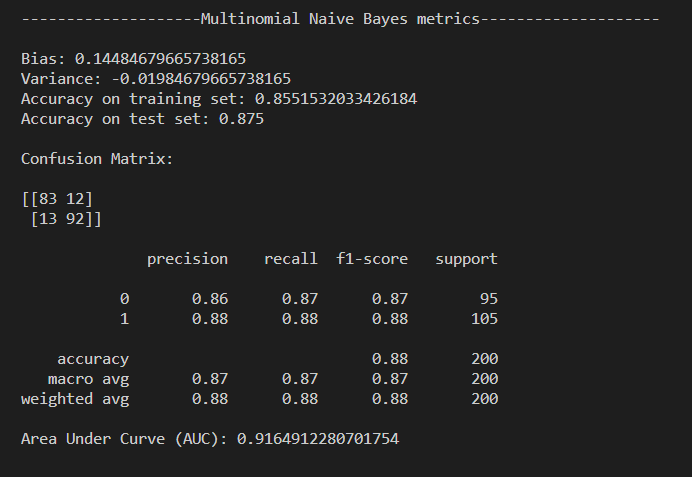 --------------------Multinomial Naive Bayes metrics--------------------
Bias: 0.14484679665738165
Variance: -0.01984679665738165
Accuracy on training set: 0.8551532033426184
Accuracy on test set: 0.875
Confusion Matrix:
[[83 12]
 [13 92]]
              precision    recall  f1-score   support
           0       0.86      0.87      0.87        95
           1       0.88      0.88      0.88       105
    accuracy                           0.88       200
   macro avg       0.87      0.87      0.87       200
weighted avg       0.88      0.88      0.88       200
Area Under Curve (AUC): 0.9164912280701754